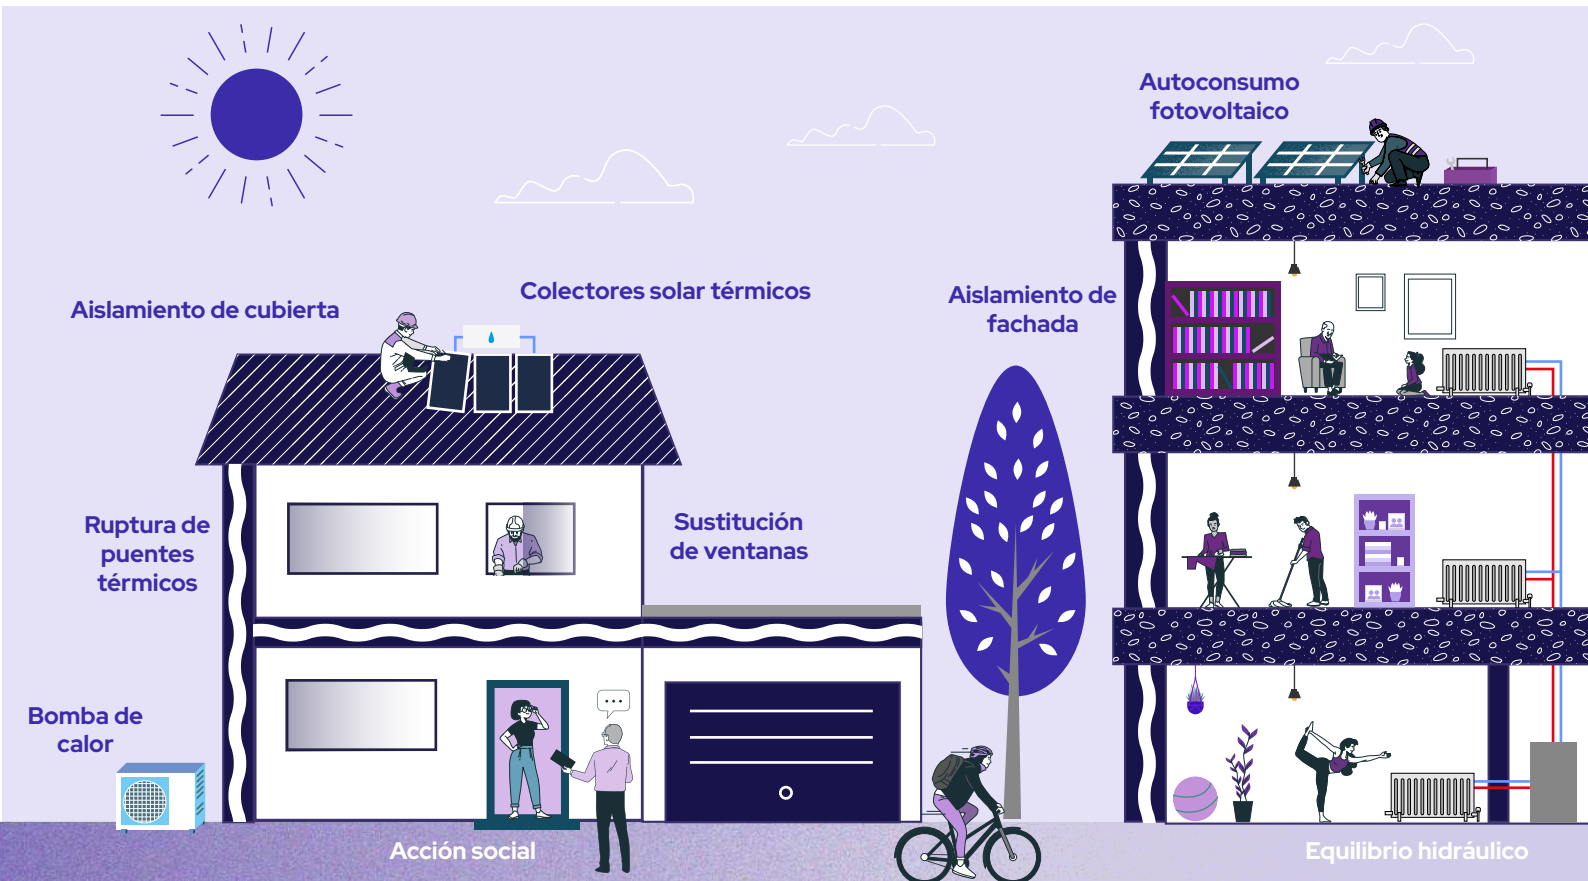 Autoconsumo
fotovoltaico
Colectores solar térmicos
Aislamiento de cubierta
Aislamiento de
fachada
Ruptura de
puentes
térmicos
Sustitución
de ventanas
Bomba de
calor
Acción social
Equilibrio hidráulico